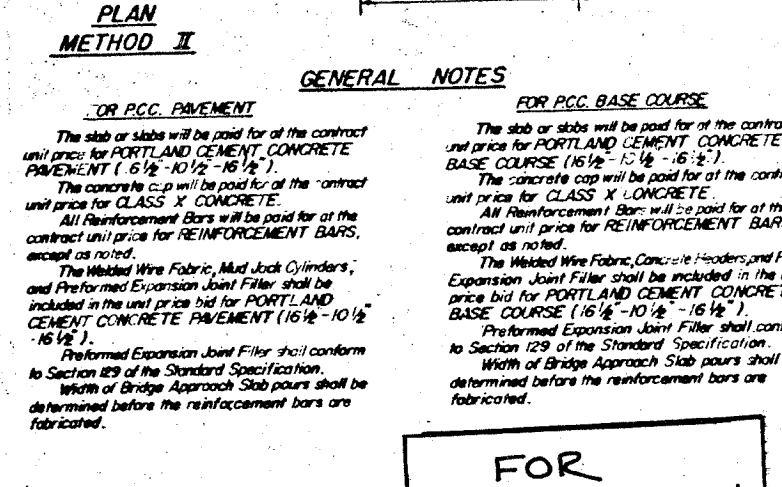 PLAN
METHOD II
GENERAL NOTES
FOR P.C.C. PAVEMENT
The slab or slabs will be paid for at the contract
unit price for PORTLAND CEMENT CONCRETE
PAVEMENT ( 6½-10½-16½").
The concrete cap will be paid for at the contract
unit price for CLASS X CONCRETE.
All Reinforcement Bars will be paid for at the
contract unit price for REINFORCEMENT BARS,
except as noted.
The Welded Wire Fabric, Mud Jack Cylinders,
and Preformed Expansion Joint Filler shall be
included in the unit price bid for PORTLAND
CEMENT CONCRETE PAVEMENT (16½"-10½"
-16½").
Preformed Expansion Joint Filler shall conform
to Section 129 of the Standard Specification.
Width of Bridge Approach Slab pours shall be
determined before the reinforcement bars are
fabricated.
FOR P.C.C. BASE COURSE
The slab or slabs will be paid for at the
unit price for PORTLAND CEMENT CONCRETE
BASE COURSE (16½"-10½-16½").
The concrete cap will be paid for at the
unit price for CLASS X CONCRETE.
All Reinforcement Bars will be paid for at
contract unit price for REINFORCEMENT
except as noted.
The Welded Wire Fabric, Concrete Headers, and
Expansion Joint Filler shall be included in the
price bid for PORTLAND CEMENT
BASE COURSE (16½"-10½-16½").
Preformed Expansion Joint Filler shall
to Section 129 of the Standard Specification.
Width of Bridge Approach Slab pours shall
determined before the reinforcement bars are
fabricated.
FOR